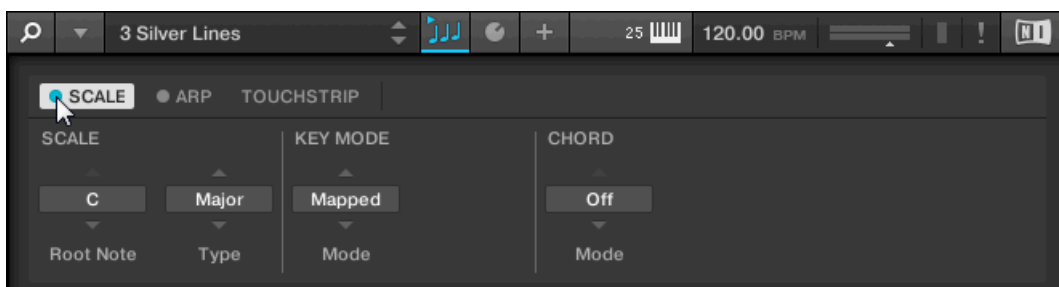 3 Silver Lines 25 120.00 BPM ! NI
SCALE ARP TOUCHSTRIP
SCALE KEY MODE CHORD
C Major Mapped Off
Root Note Type Mode Mode